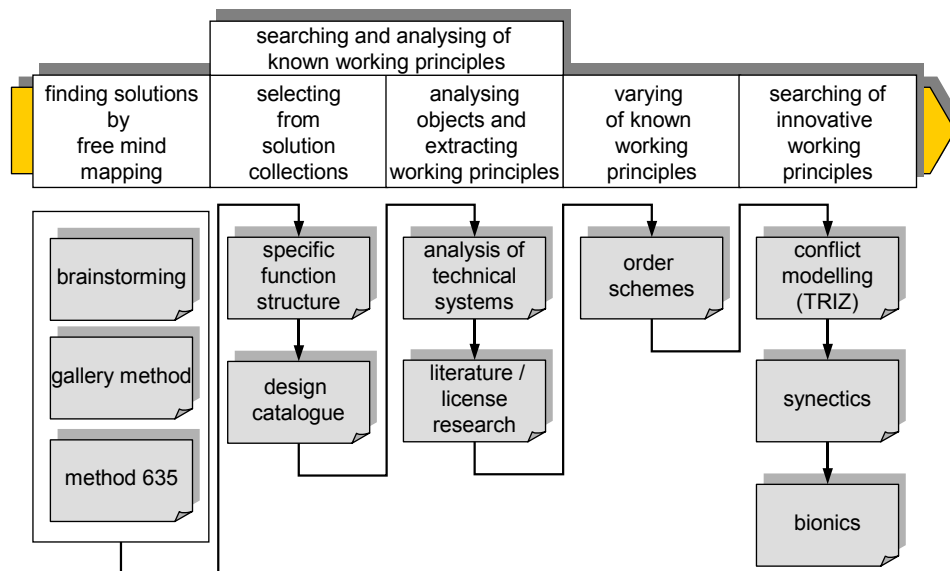 searching and analysing of
known working principles
finding solutions
by
free mind
mapping
selecting
from
solution
collections
analysing
objects and
extracting
working principles
varying
of known
working
principles
searching of
innovative
working
principles
brainstorming
gallery method
method 635
specific
function
structure
design
catalogue
analysis of
technical
systems
literature /
license
research
order
schemes
conflict
modelling
(TRIZ)
synectics
bionics